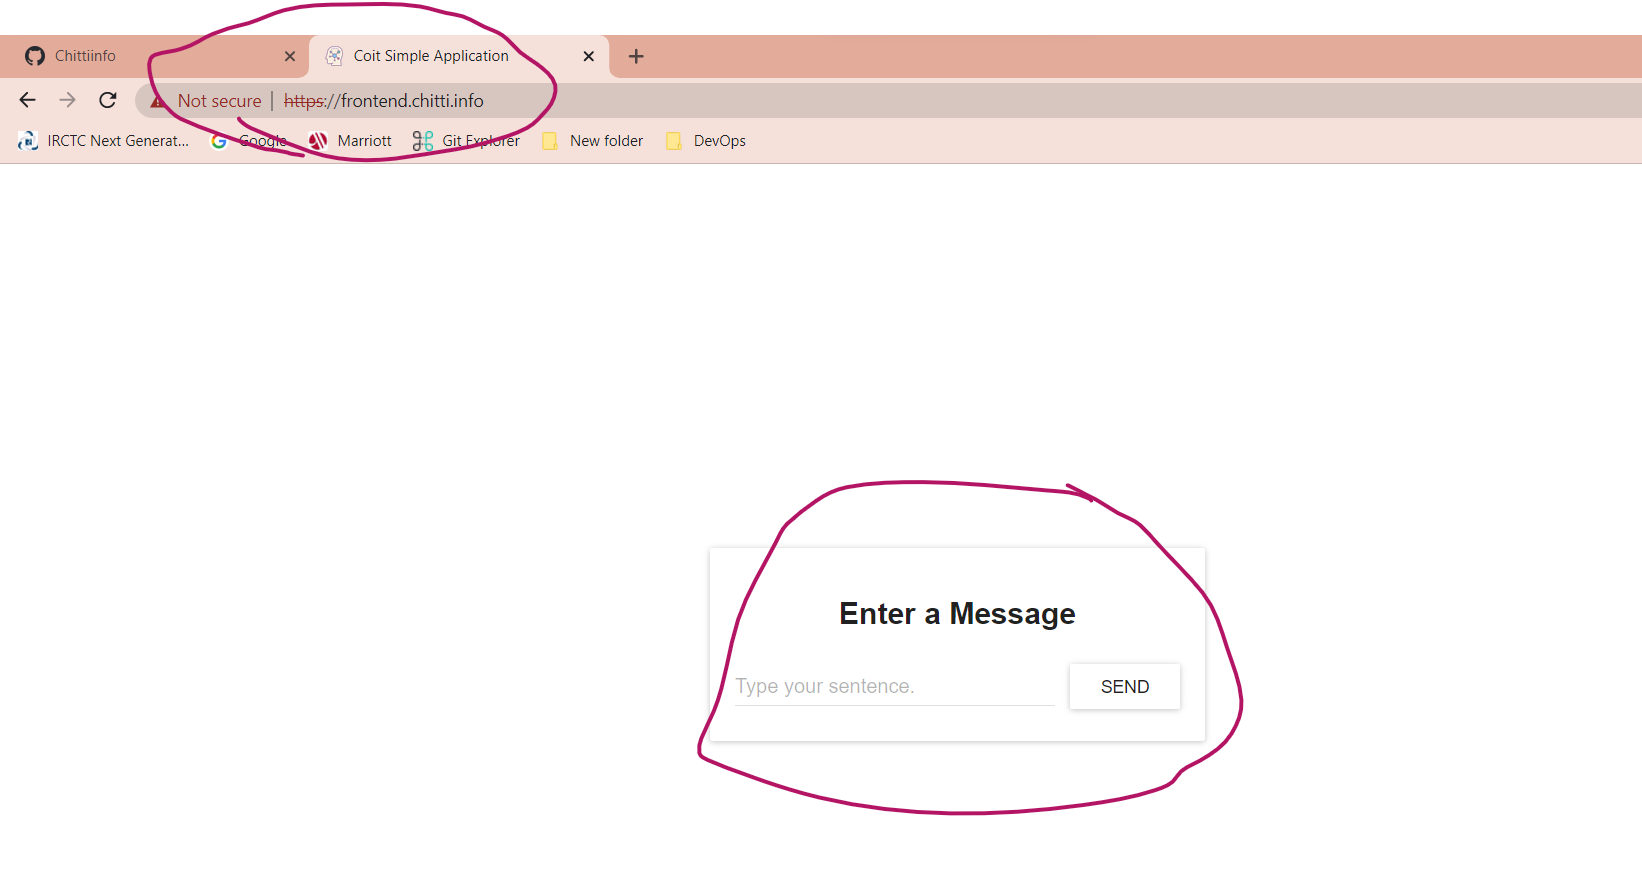 Chittiinfo
Coit Simple Application
Not secure | https://frontend.chitti.info
IRCTC Next Generat... Google Marriott Git Explorer New folder DevOps
Enter a Message
Type your sentence. SEND